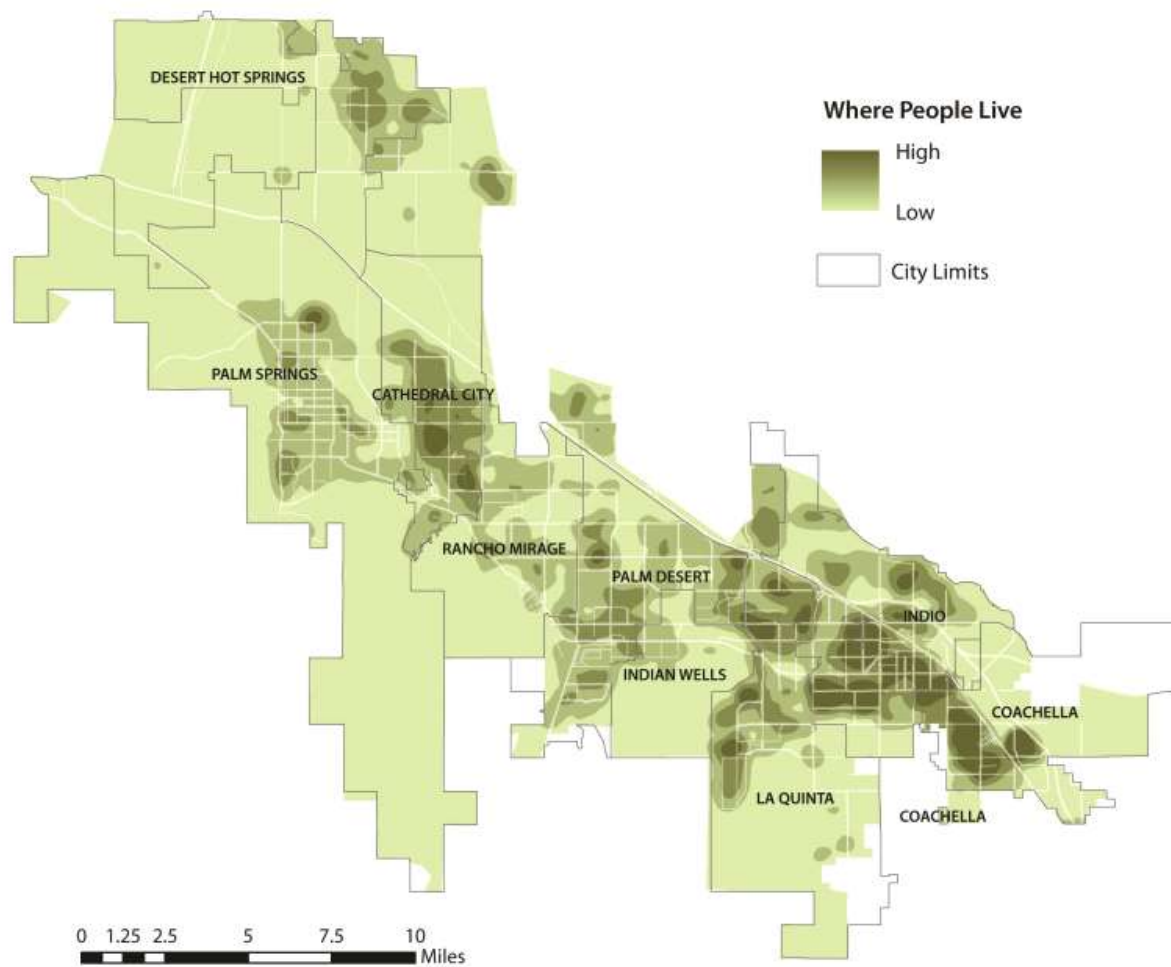 DESERT HOT SPRINGS
Where People Live
High
Low
City Limits
PALM SPRINGS
CATHEDRAL CITY
RANCHO MIRAGE
PALM DESERT
INDIO
INDIAN WELLS
COACHELLA
LA QUINTA
COACHELLA
0 1.25 2.5 5 7.5 10
Miles